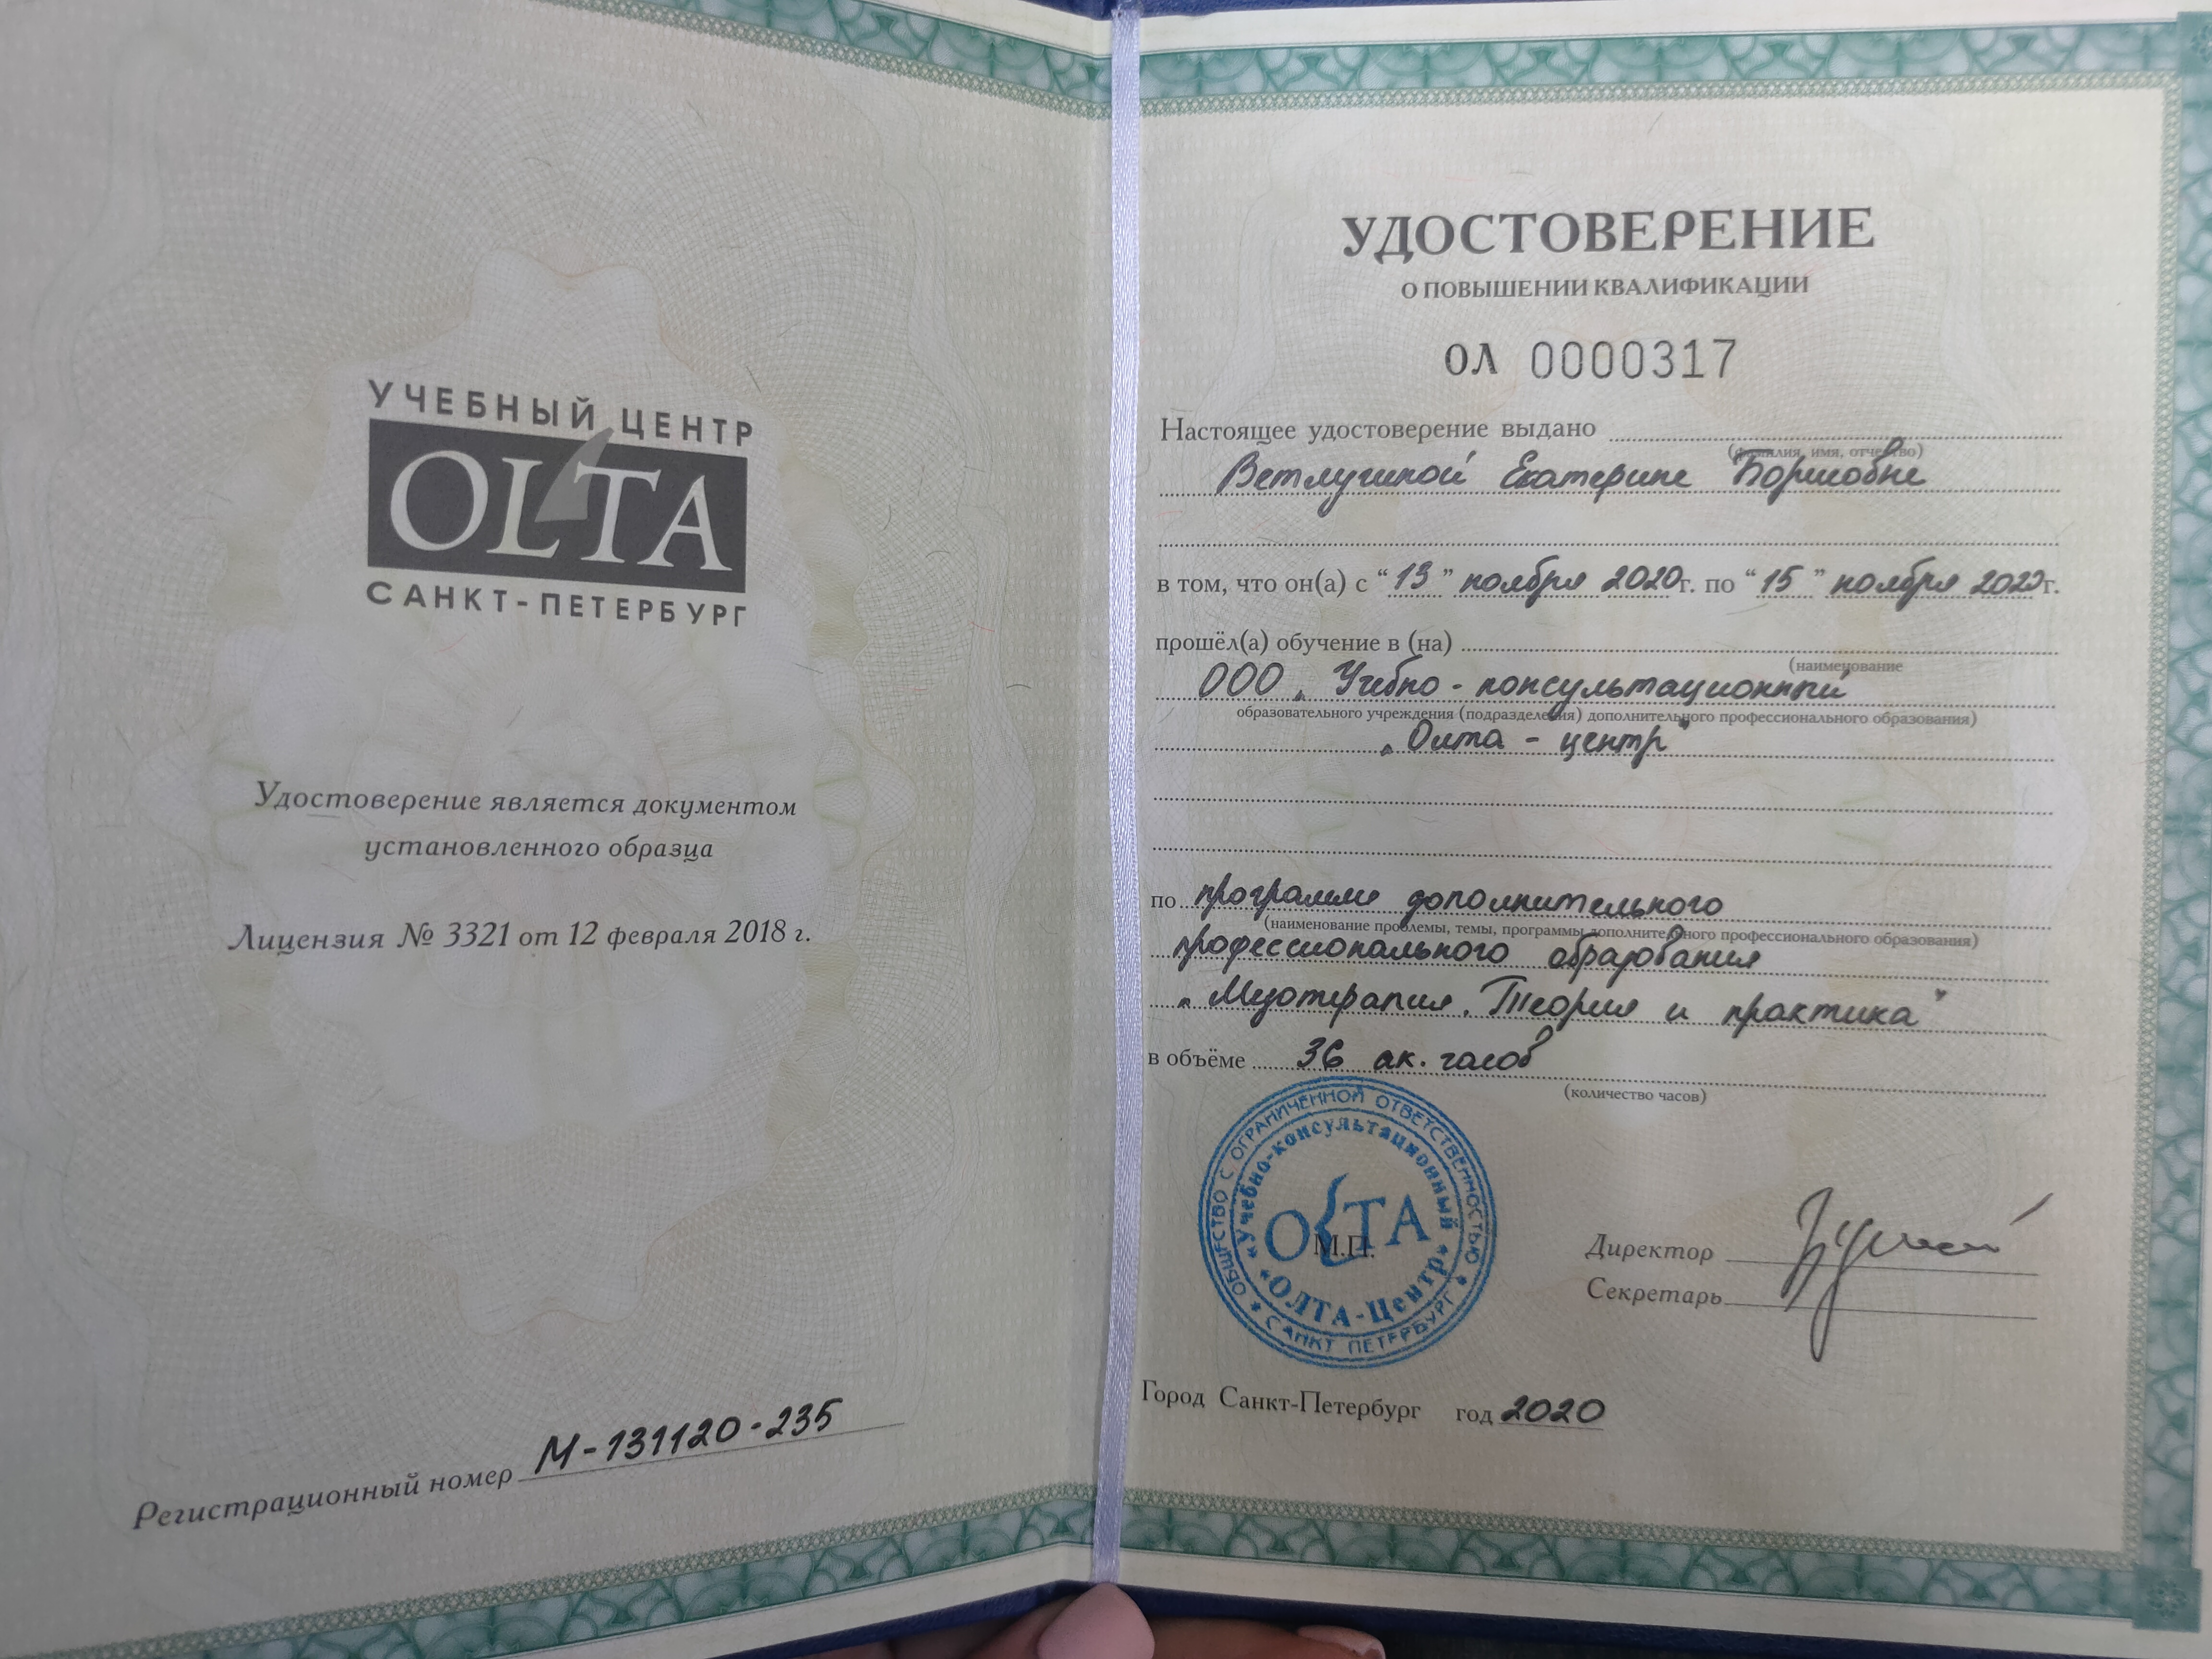 УЧЕБНЫЙ ЦЕНТР
OLTA
САНКТ-ПЕТЕРБУРГ
Удостоверение является документом
установленного образца
Лицензия № 3321 от 12 февраля 2018 г.
Регистрационный номер М-131120-235
УДОСТОВЕРЕНИЕ
О ПОВЫШЕНИИ КВАЛИФИКАЦИИ
ОЛ 0000317
Настоящее удостоверение выдано
(фамилия, имя, отчество)
Ветлугиной Екатерине Борисовне
в том, что он(а) с “13” ноября 2020г. по “15” ноября 2020г.
прошёл(а) обучение в (на)
(наименование
ООО „Учебно-консультационный
образовательного учреждения (подразделения) дополнительного профессионального образования)
„Олта-центр"
по программе дополнительного
(наименование проблемы, темы, программы дополнительного профессионального образования)
профессионального образования
„Миотерапия. Теория и практика"
в объёме 36 ак. часов
(количество часов)
ОБЩЕСТВО С ОГРАНИЧЕННОЙ ОТВЕТСТВЕННОСТЬЮ
«Учебно-консультационный
OLTA
М.П.
«ОЛТА-Центр»
САНКТ ПЕТЕРБУРГ
Директор
Секретарь
Город Санкт-Петербург год 2020